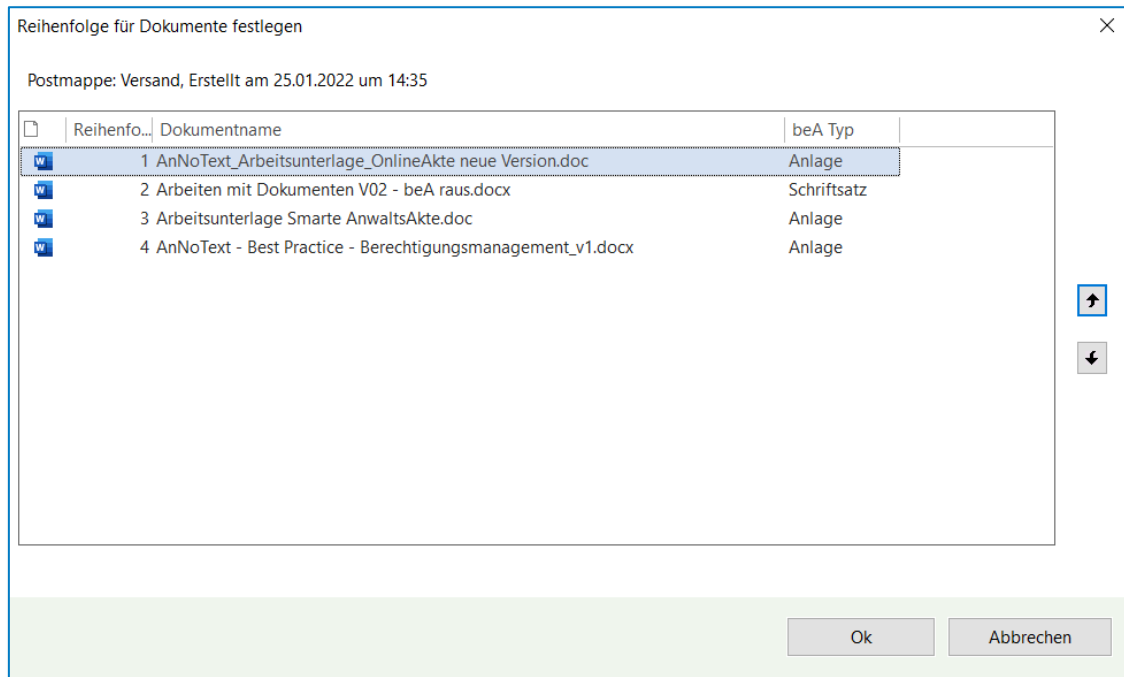 Reihenfolge für Dokumente festlegen
Postmappe: Versand, Erstellt am 25.01.2022 um 14:35
Reihenfo... Dokumentname beA Typ
1 AnNoText_Arbeitsunterlage_OnlineAkte neue Version.doc Anlage
2 Arbeiten mit Dokumenten V02 - beA raus.docx Schriftsatz
3 Arbeitsunterlage Smarte AnwaltsAkte.doc Anlage
4 AnNoText - Best Practice - Berechtigungsmanagement_v1.docx Anlage
Ok Abbrechen